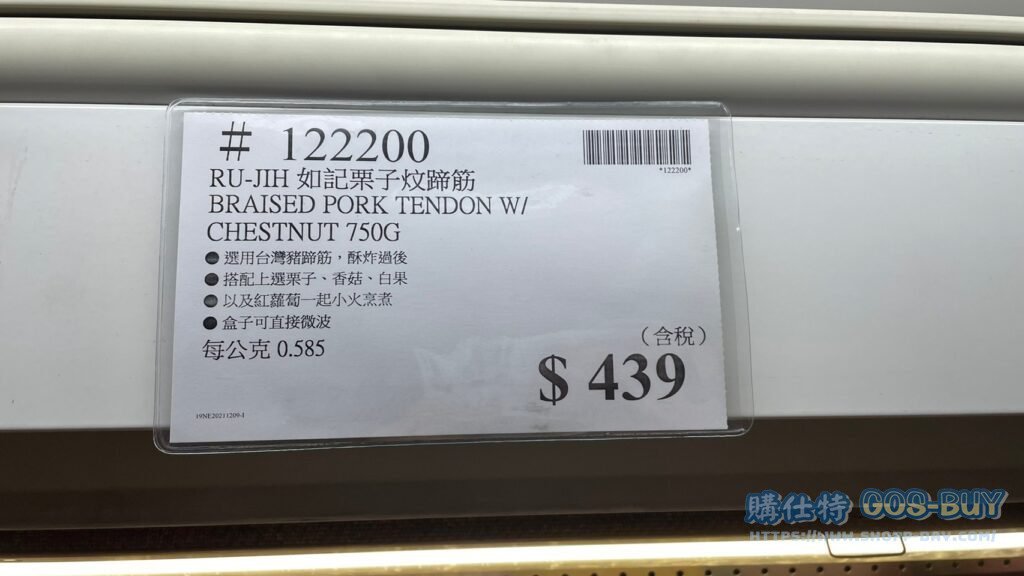 # 122200
*122200*
RU-JIH 如記栗子炆蹄筋
BRAISED PORK TENDON W/
CHESTNUT 750G
● 選用台灣豬蹄筋，酥炸過後
● 搭配上選栗子、香菇、白果
● 以及紅蘿蔔一起小火烹煮
● 盒子可直接微波
每公克 0.585
（含稅）
$ 439
19NE20211209-I
購仕特 GOS-BUY